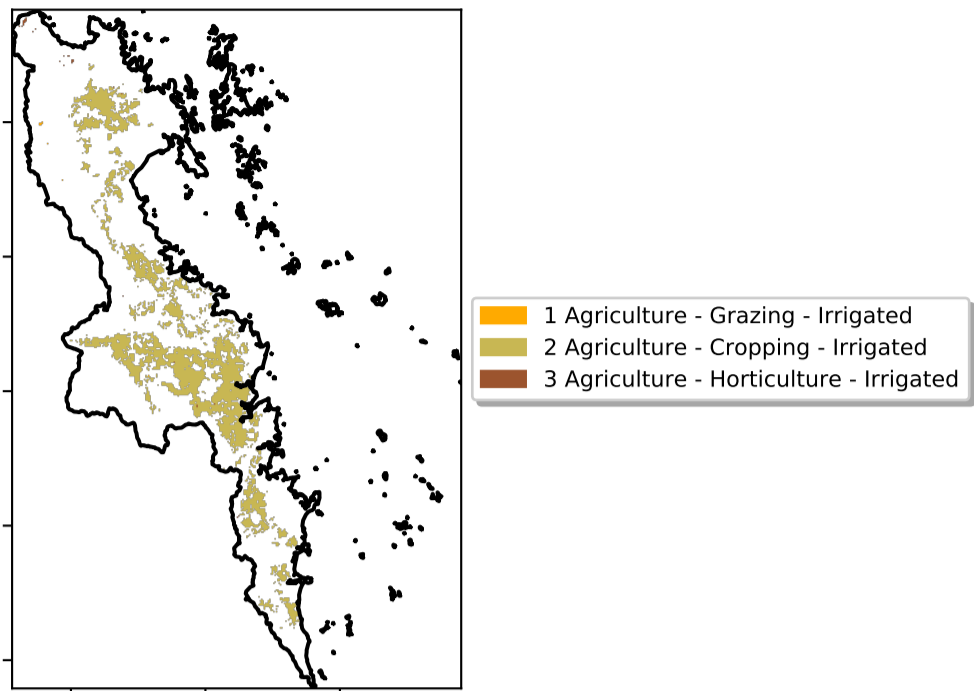 1 Agriculture - Grazing - Irrigated
2 Agriculture - Cropping - Irrigated
3 Agriculture - Horticulture - Irrigated